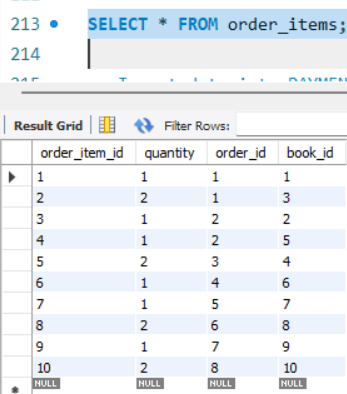 213 SELECT * FROM order_items;
214
Result Grid Filter Rows:
order_item_id quantity order_id book_id
1 1 1 1
2 2 1 3
3 1 2 2
4 1 2 5
5 2 3 4
6 1 4 6
7 1 5 7
8 2 6 8
9 1 7 9
10 2 8 10
NULL NULL NULL NULL